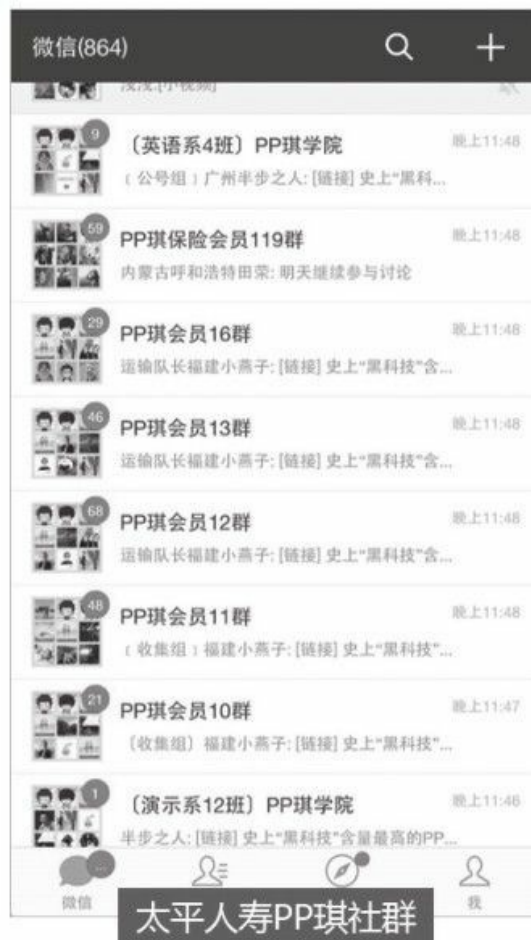 微信(864)
浅浅:[小视频]
9
〔英语系4班〕PP琪学院
晚上11:48
﹝公号组﹞广州半步之人: [链接] 史上“黑科...
59
PP琪保险会员119群
晚上11:48
内蒙古呼和浩特田荣: 明天继续参与讨论
29
PP琪会员16群
晚上11:48
运输队长福建小燕子: [链接] 史上“黑科技”含...
46
PP琪会员13群
晚上11:48
运输队长福建小燕子: [链接] 史上“黑科技”含...
68
PP琪会员12群
晚上11:48
运输队长福建小燕子: [链接] 史上“黑科技”含...
48
PP琪会员11群
晚上11:48
﹝收集组﹞福建小燕子: [链接] 史上“黑科技”...
21
PP琪会员10群
晚上11:47
〔收集组〕福建小燕子: [链接] 史上“黑科技”...
1
〔演示系12班〕PP琪学院
晚上11:46
半步之人: [链接] 史上“黑科技”含量最高的PP...
...
微信
我
太平人寿PP琪社群